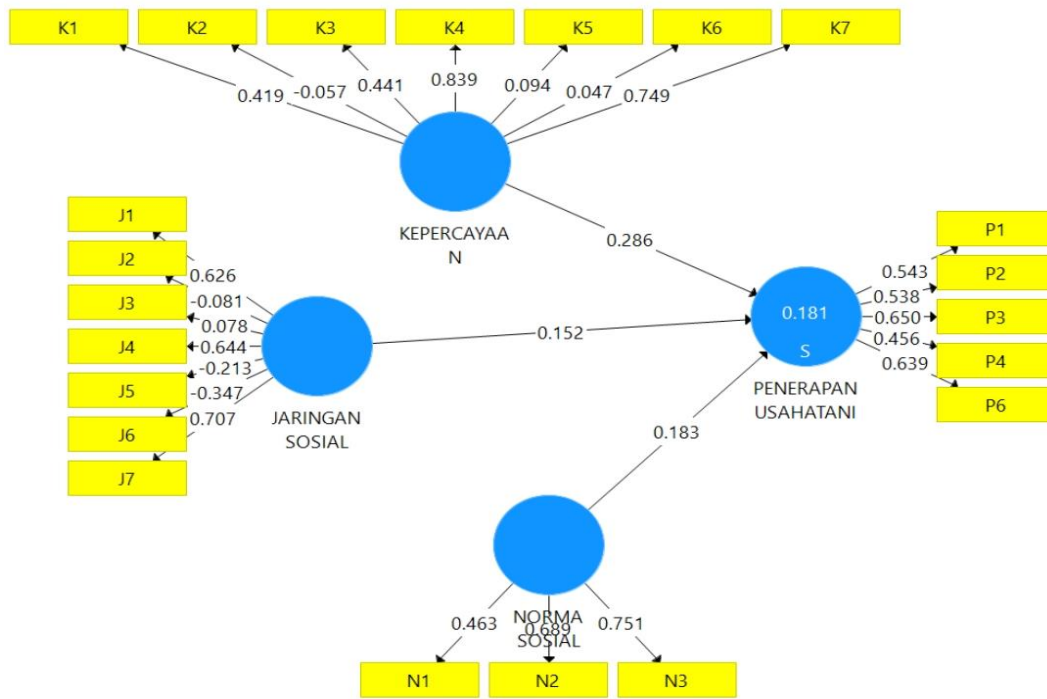 K1 K2 K3 K4 K5 K6 K7
0.419 -0.057 0.441 0.839 0.094 0.047 0.749
KEPERCAYAA
N
0.286
J1
J2
J3
J4
J5
J6
J7
0.626
-0.081
0.078
0.644
-0.213
-0.347
0.707
JARINGAN
SOSIAL
0.152
0.181
S
PENERAPAN
USAHATANI
0.543
0.538
0.650
0.456
0.639
P1
P2
P3
P4
P6
0.183
NORMA
SOSIAL
0.463 0.689 0.751
N1 N2 N3